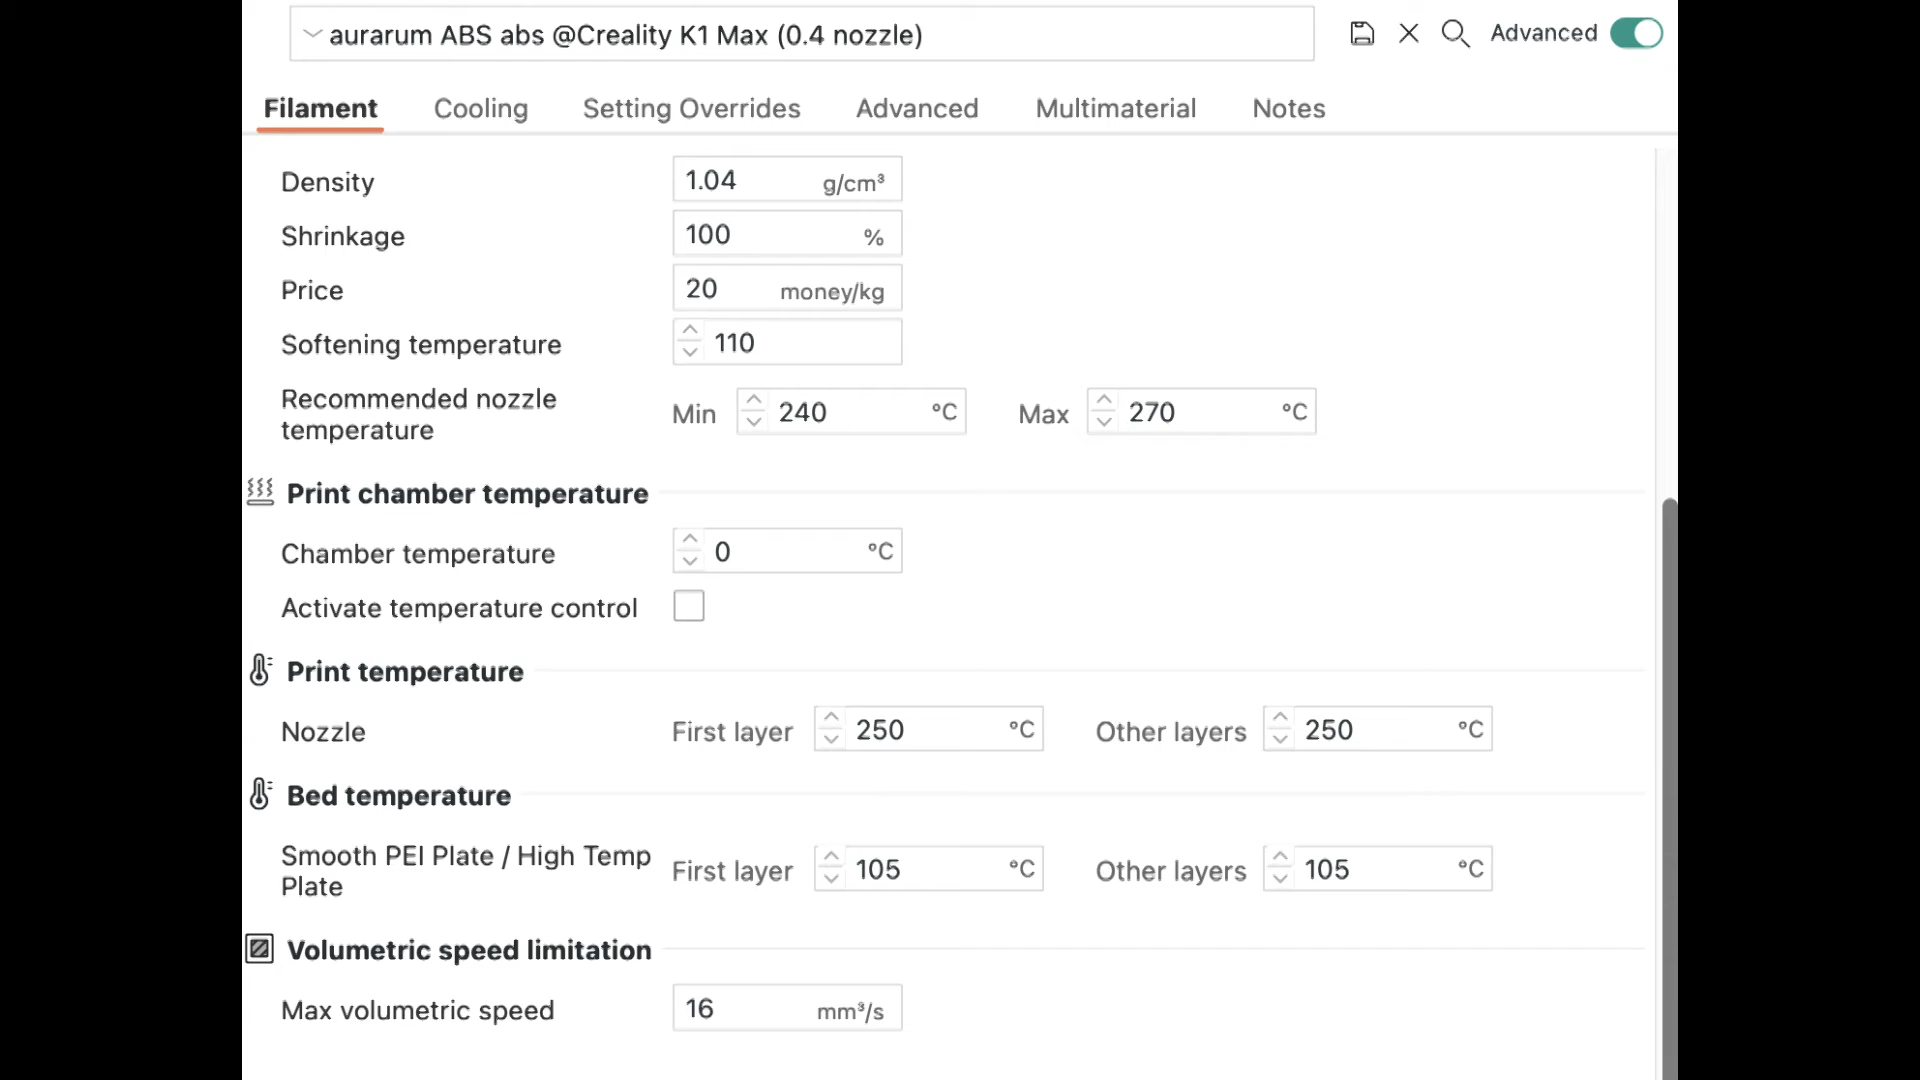 aurarum ABS abs @Creality K1 Max (0.4 nozzle) Advanced
Filament Cooling Setting Overrides Advanced Multimaterial Notes
Density 1.04 g/cm³
Shrinkage 100 %
Price 20 money/kg
Softening temperature 110
Recommended nozzle
temperature Min 240 °C Max 270 °C
Print chamber temperature
Chamber temperature 0 °C
Activate temperature control
Print temperature
Nozzle First layer 250 °C Other layers 250 °C
Bed temperature
Smooth PEI Plate / High Temp
Plate First layer 105 °C Other layers 105 °C
Volumetric speed limitation
Max volumetric speed 16 mm³/s